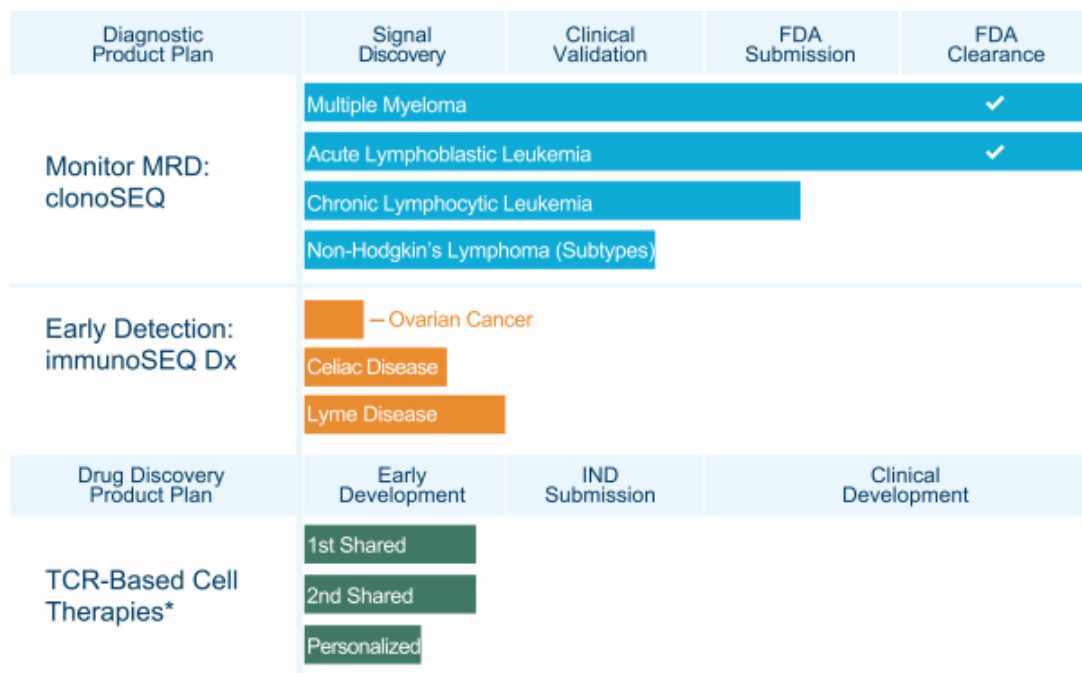 Diagnostic
Product Plan
Signal
Discovery
Clinical
Validation
FDA
Submission
FDA
Clearance
Monitor MRD:
clonoSEQ
Multiple Myeloma
Acute Lymphoblastic Leukemia
Chronic Lymphocytic Leukemia
Non-Hodgkin's Lymphoma (Subtypes)
Early Detection:
immunoSEQ Dx
– Ovarian Cancer
Celiac Disease
Lyme Disease
Drug Discovery
Product Plan
Early
Development
IND
Submission
Clinical
Development
TCR-Based Cell
Therapies*
1st Shared
2nd Shared
Personalized